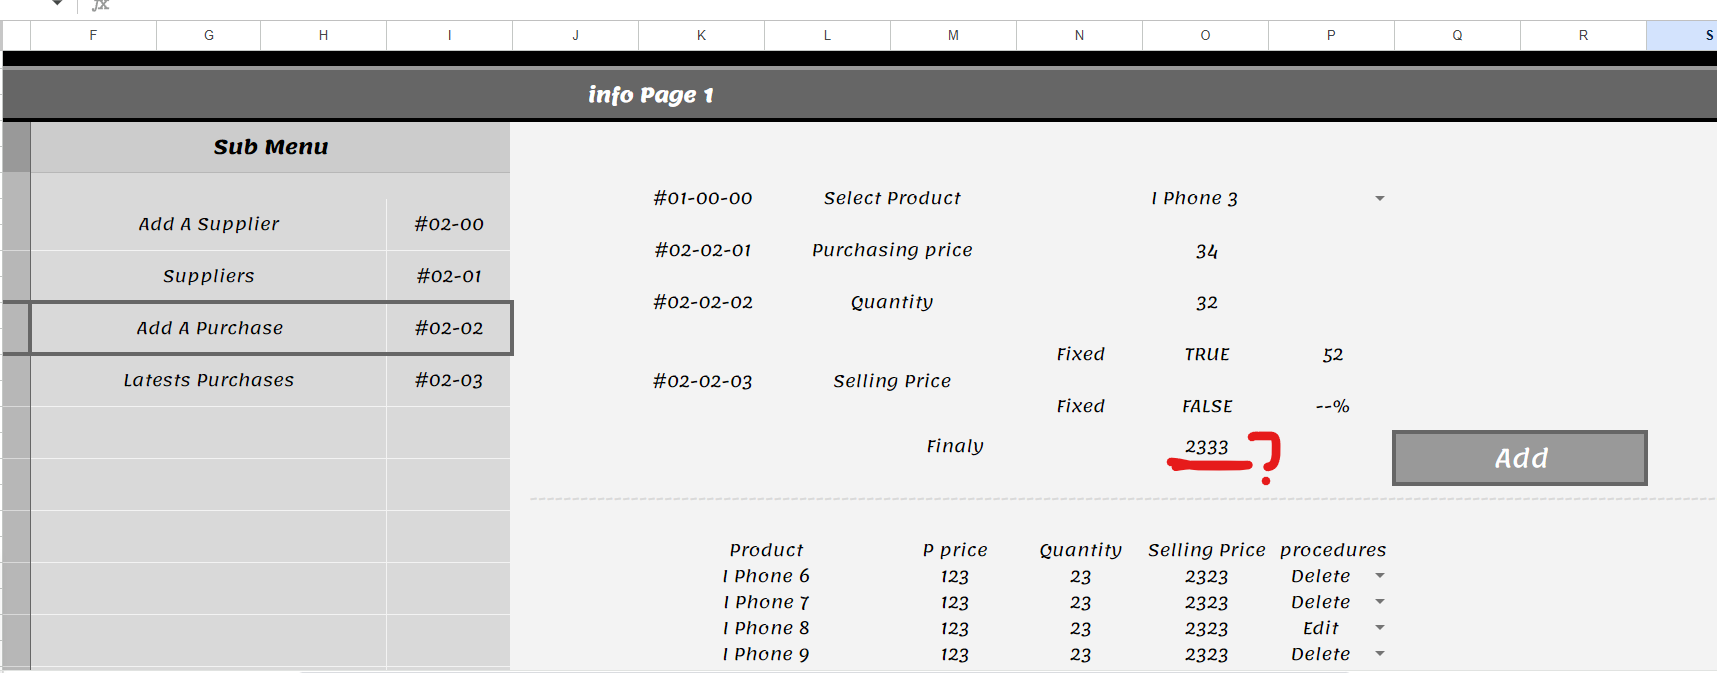 fx
F G H I J K L M N O P Q R S
info Page 1
Sub Menu
#01-00-00 Select Product I Phone 3
Add A Supplier #02-00
#02-02-01 Purchasing price 34
Suppliers #02-01
#02-02-02 Quantity 32
Add A Purchase #02-02
Fixed TRUE 52
Latests Purchases #02-03
#02-02-03 Selling Price
Fixed FALSE --%
Finaly 2333 ?
Add
Product P price Quantity Selling Price procedures
I Phone 6 123 23 2323 Delete
I Phone 7 123 23 2323 Delete
I Phone 8 123 23 2323 Edit
I Phone 9 123 23 2323 Delete